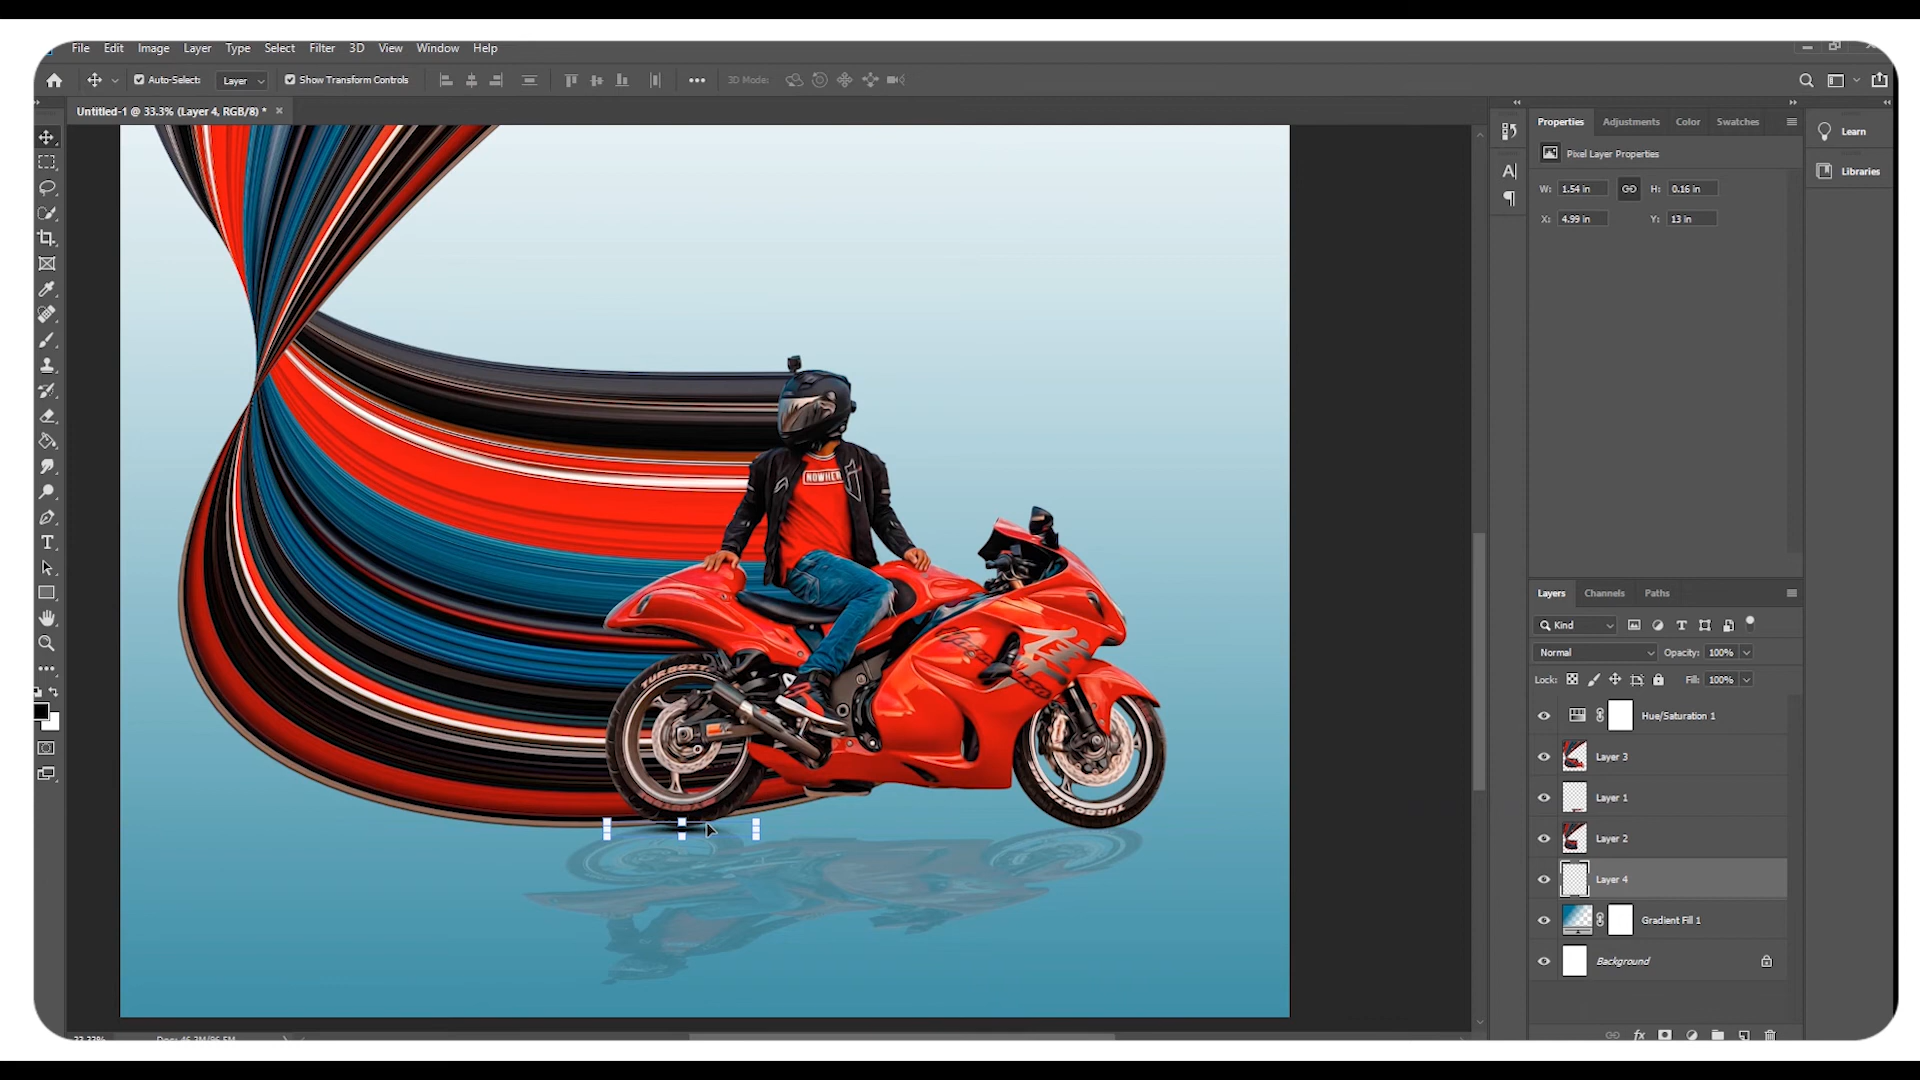 File Edit Image Layer Type Select Filter 3D View Window Help
Auto-Select: Layer Show Transform Controls 3D Mode:
Untitled-1 @ 33.3% (Layer 4, RGB/8) *
Properties Adjustments Color Swatches
Learn
Pixel Layer Properties
Libraries
W: 1.54 in H: 0.16 in
X: 4.99 in Y: 13 in
NOWHER
TURBOXT
TURBOXT
Layers Channels Paths
Kind
Normal Opacity: 100%
Lock: Fill: 100%
Hue/Saturation 1
Layer 3
Layer 1
Layer 2
Layer 4
Gradient Fill 1
Background